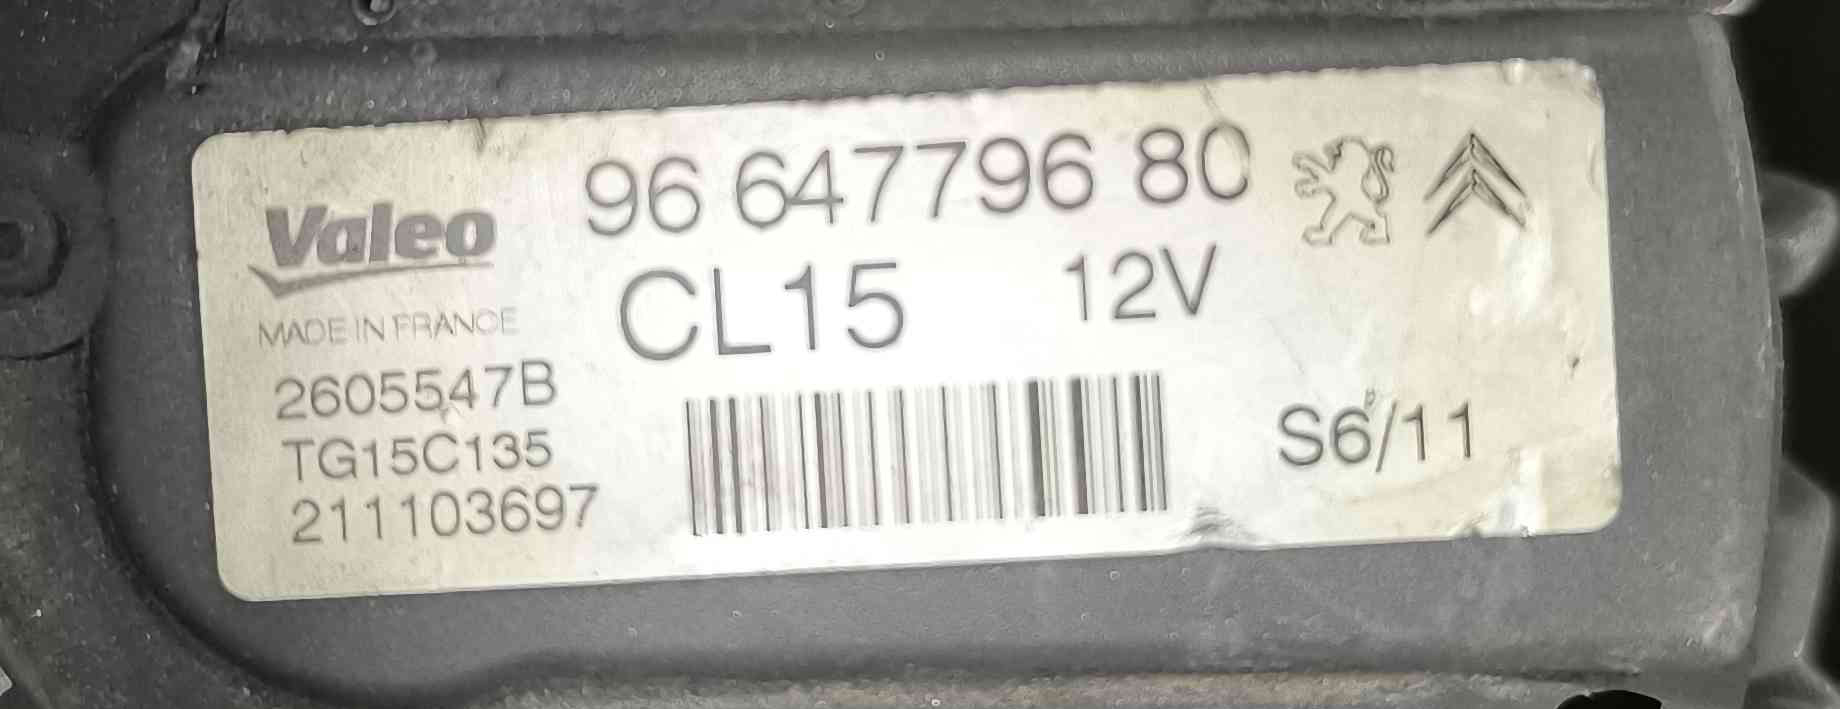 96 647796 80
Valeo
CL15 12V
MADE IN FRANCE
2605547B
TG15C135
S6/11
211103697